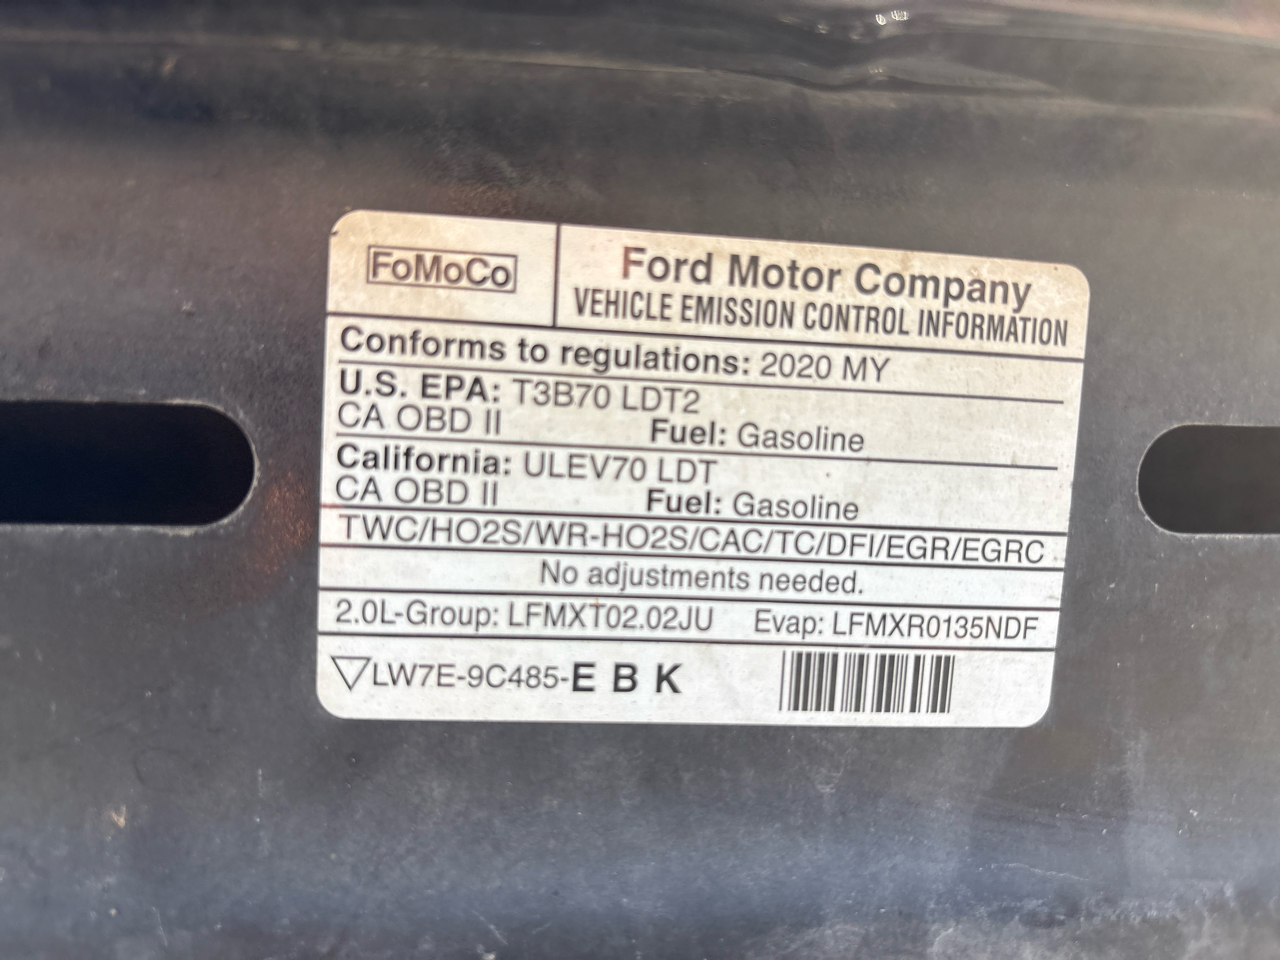 FoMoCo
Ford Motor Company
VEHICLE EMISSION CONTROL INFORMATION
Conforms to regulations: 2020 MY
U.S. EPA: T3B70 LDT2
CA OBD II Fuel: Gasoline
California: ULEV70 LDT
CA OBD II Fuel: Gasoline
TWC/HO2S/WR-HO2S/CAC/TC/DFI/EGR/EGRC
No adjustments needed.
2.0L-Group: LFMXT02.02JU Evap: LFMXR0135NDF
LW7E-9C485-E B K